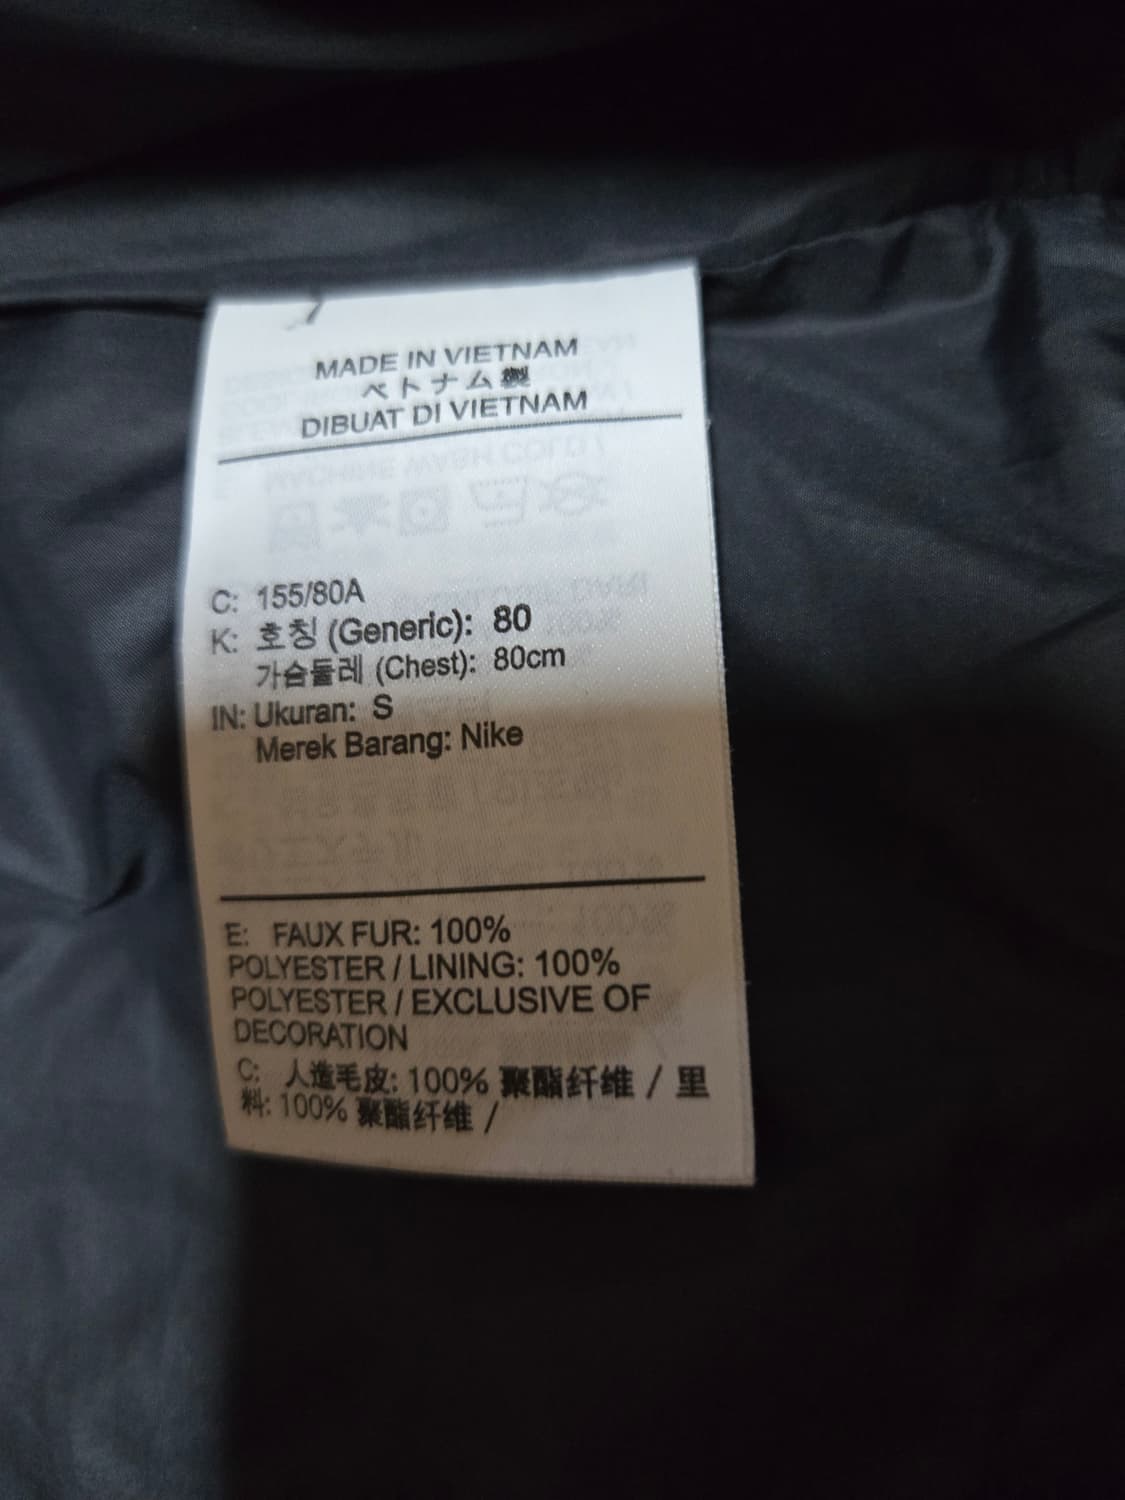 MADE IN VIETNAM
ベトナム製
DIBUAT DI VIETNAM
C: 155/80A
K: 호칭 (Generic): 80
가슴둘레 (Chest): 80cm
IN: Ukuran: S
Merek Barang: Nike
E: FAUX FUR: 100%
POLYESTER / LINING: 100%
POLYESTER / EXCLUSIVE OF
DECORATION
C: 人造毛皮: 100% 聚酯纤维 / 里
料: 100% 聚酯纤维 /